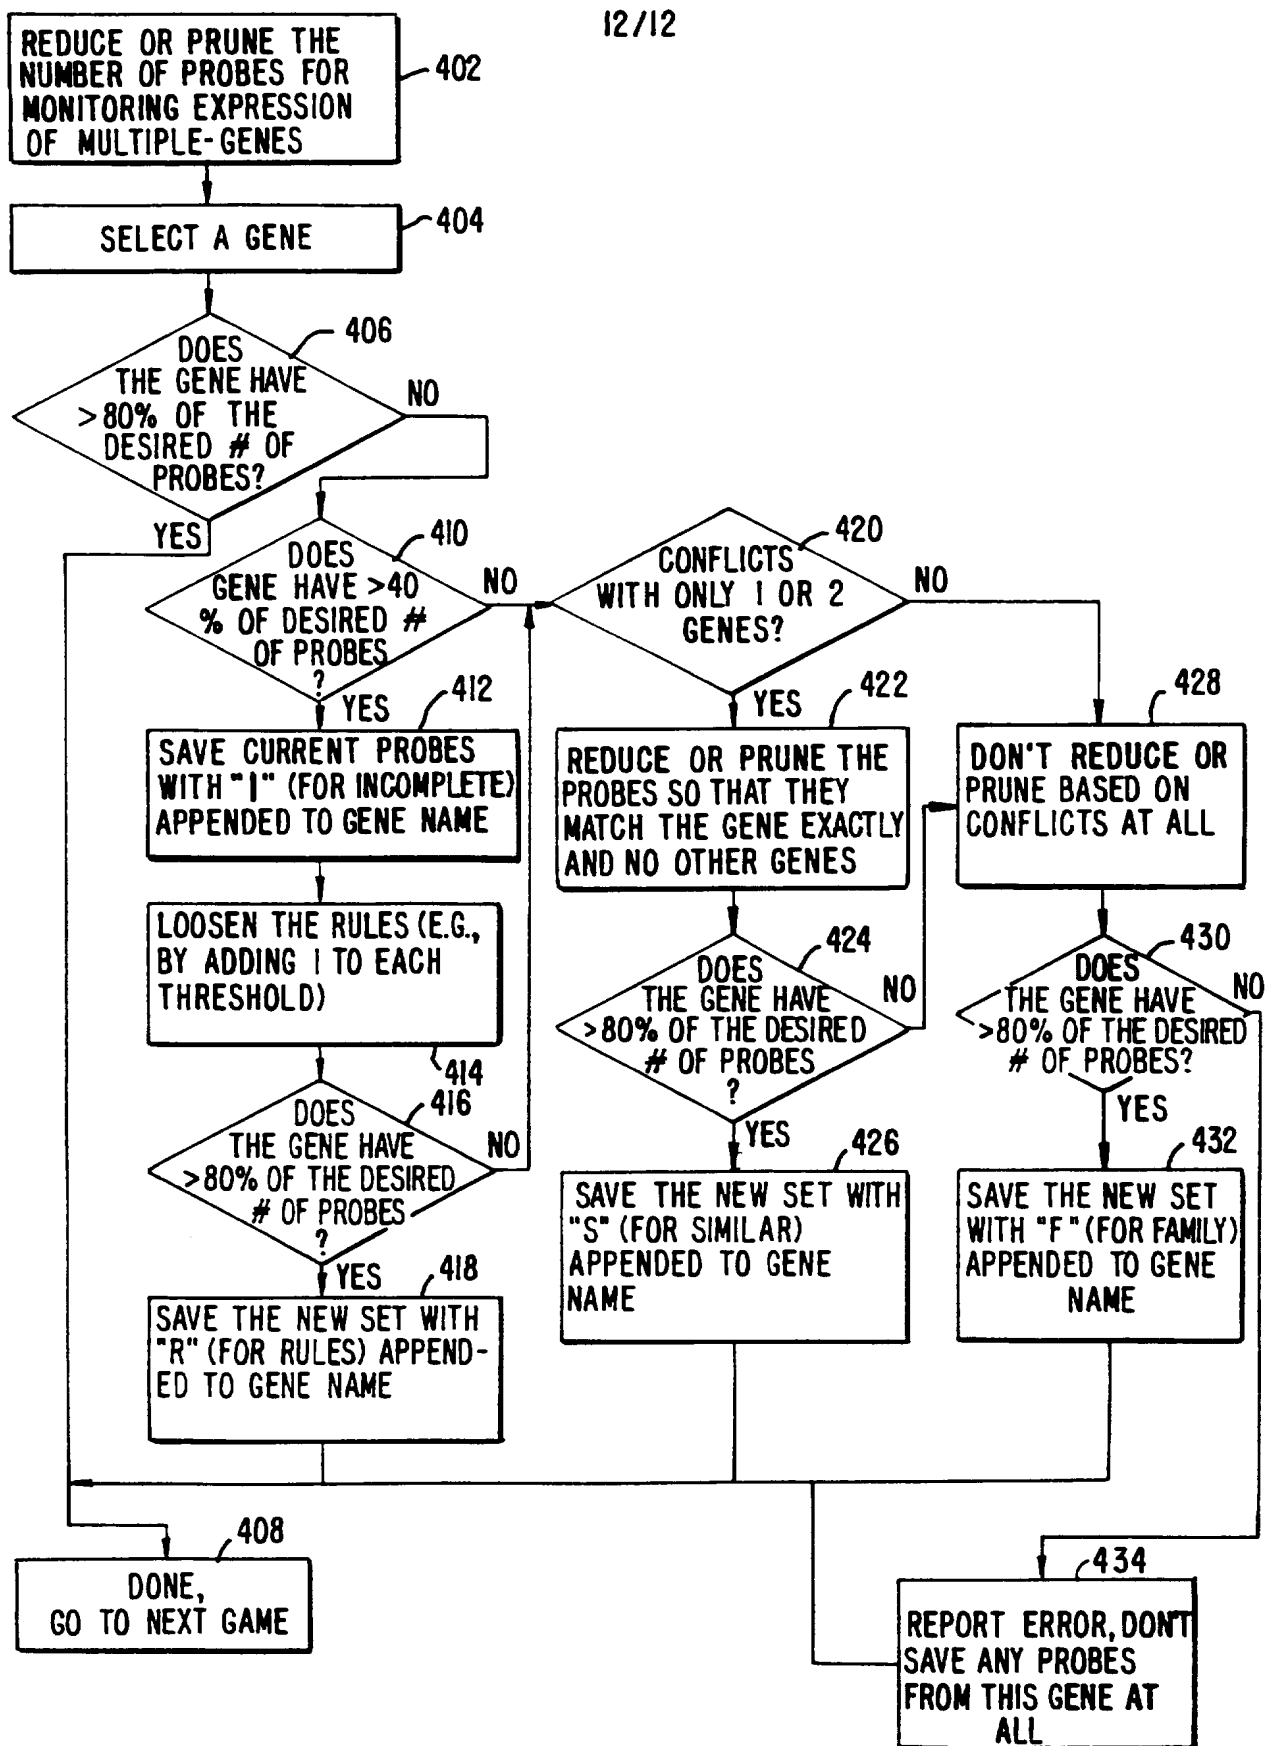 12/12
REDUCE OR PRUNE THE
NUMBER OF PROBES FOR
MONITORING EXPRESSION
OF MULTIPLE-GENES
402
SELECT A GENE
404
DOES
THE GENE HAVE
>80% OF THE
DESIRED # OF
PROBES?
406
NO
YES
DOES
GENE HAVE >40
% OF DESIRED #
OF PROBES
?
410
NO
YES
SAVE CURRENT PROBES
WITH "I" (FOR INCOMPLETE)
APPENDED TO GENE NAME
412
LOOSEN THE RULES (E.G.,
BY ADDING 1 TO EACH
THRESHOLD)
414
DOES
THE GENE HAVE
>80% OF THE DESIRED
# OF PROBES
?
416
NO
YES
SAVE THE NEW SET WITH
"R" (FOR RULES) APPEND-
ED TO GENE NAME
418
CONFLICTS
WITH ONLY 1 OR 2
GENES?
420
NO
YES
REDUCE OR PRUNE THE
PROBES SO THAT THEY
MATCH THE GENE EXACTLY
AND NO OTHER GENES
422
DOES
THE GENE HAVE
>80% OF THE DESIRED
# OF PROBES
?
424
NO
YES
SAVE THE NEW SET WITH
"S" (FOR SIMILAR)
APPENDED TO GENE
NAME
426
DON'T REDUCE OR
PRUNE BASED ON
CONFLICTS AT ALL
428
DOES
THE GENE HAVE
>80% OF THE DESIRED
# OF PROBES?
430
NO
YES
SAVE THE NEW SET
WITH "F" (FOR FAMILY)
APPENDED TO GENE
NAME
432
DONE,
GO TO NEXT GAME
408
REPORT ERROR, DON'T
SAVE ANY PROBES
FROM THIS GENE AT
ALL
434